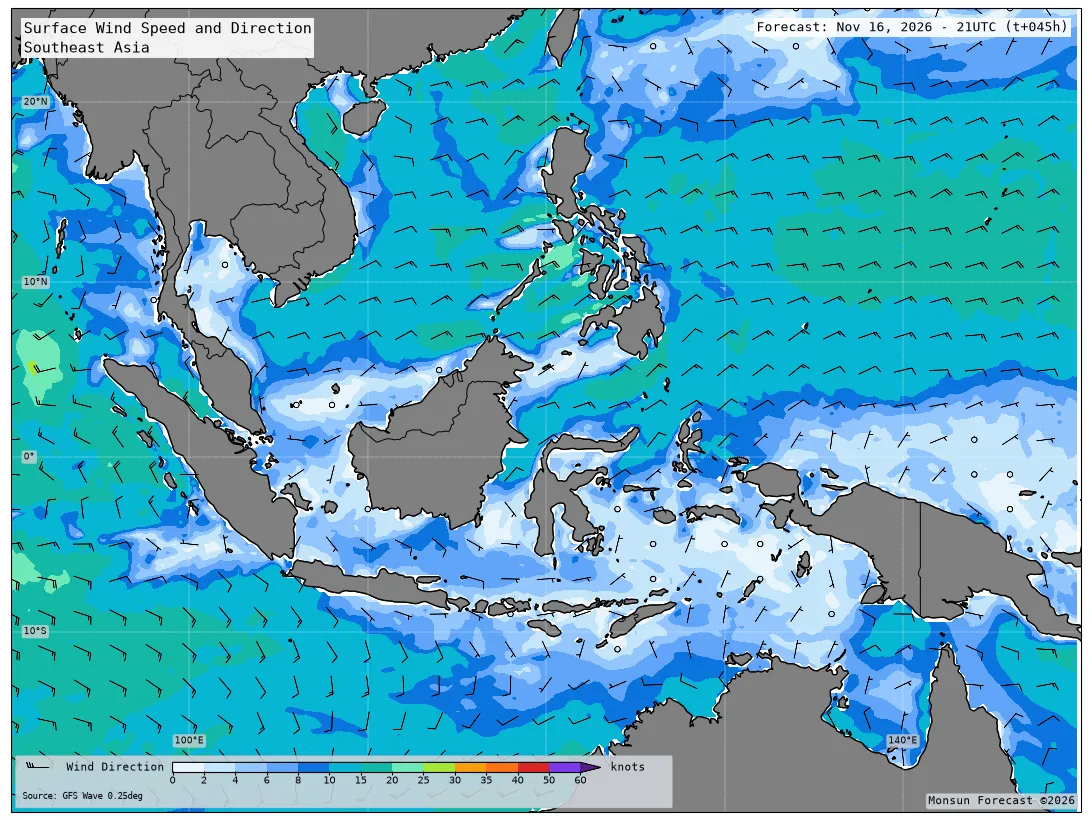 Surface Wind Speed and Direction
Southeast Asia
Forecast: Nov 16, 2026 - 21UTC (t+045h)
20°N
10°N
0°
10°S
100°E
140°E
Wind Direction
0 2 4 6 8 10 15 20 25 30 35 40 50 60
knots
Source: GFS Wave 0.25deg
Monsun Forecast ©2026